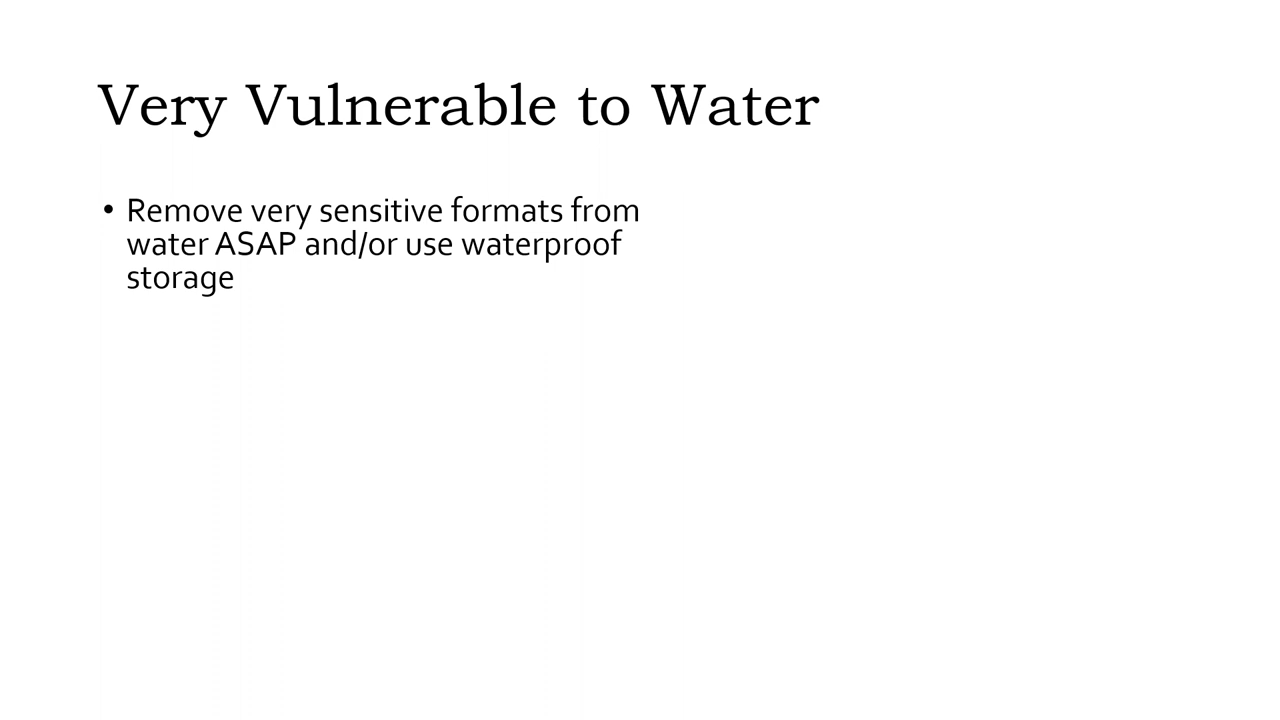 Very Vulnerable to Water
• Remove very sensitive formats from
water ASAP and/or use waterproof
storage